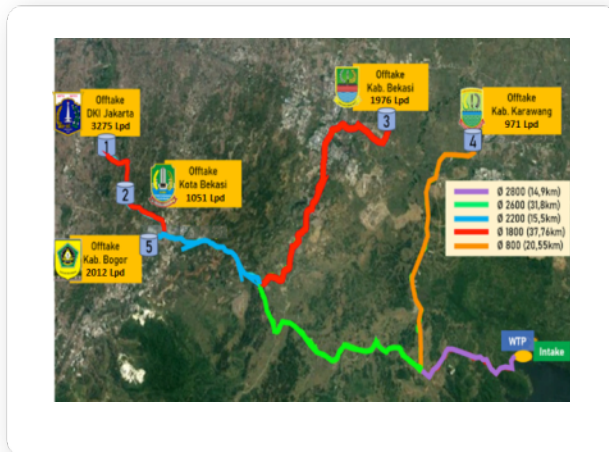 Offtake
DKI Jakarta
3275 Lpd
1
2
Offtake
Kota Bekasi
1051 Lpd
Offtake
Kab. Bogor
2012 Lpd
5
Offtake
Kab. Bekasi
1976 Lpd
3
Offtake
Kab. Karawang
971 Lpd
4
Ø 2800 (14,9km)
Ø 2600 (31,8km)
Ø 2200 (15,5km)
Ø 1800 (37,76km)
Ø 800 (20,55km)
WTP
Intake